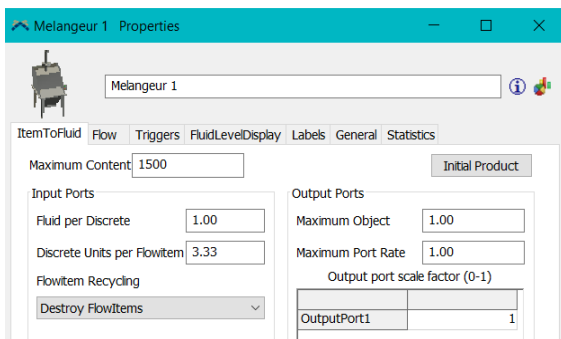 Melangeur 1 Properties
Melangeur 1
ItemToFluid Flow Triggers FluidLevelDisplay Labels General Statistics
Maximum Content 1500 Initial Product
Input Ports
Fluid per Discrete 1.00
Discrete Units per Flowitem 3.33
Flowitem Recycling
Destroy FlowItems
Output Ports
Maximum Object 1.00
Maximum Port Rate 1.00
Output port scale factor (0-1)
OutputPort1 1